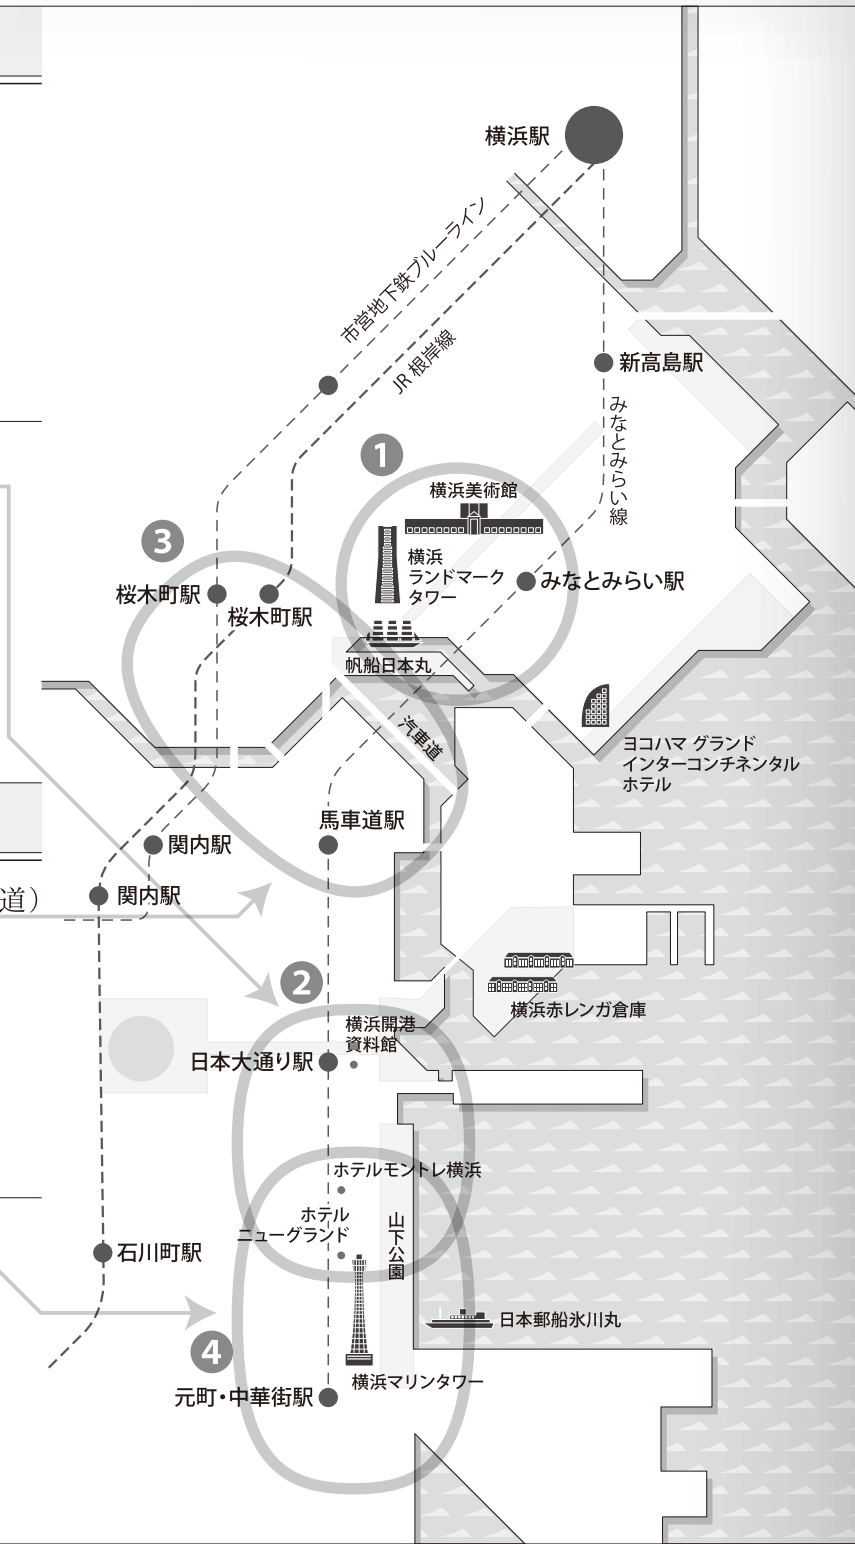 横浜駅
市営地下鉄ブルーライン
JR 根岸線
新高島駅
みなとみらい線
1
横浜美術館
横浜
ランドマーク
タワー
みなとみらい駅
3
桜木町駅
桜木町駅
帆船日本丸
汽車道
ヨコハマ グランド
インターコンチネンタル
ホテル
馬車道駅
関内駅
関内駅
道）
横浜赤レンガ倉庫
2
横浜開港
資料館
日本大通り駅
ホテルモントレ横浜
ホテル
ニューグランド
山下公園
石川町駅
日本郵船氷川丸
4
横浜マリンタワー
元町・中華街駅